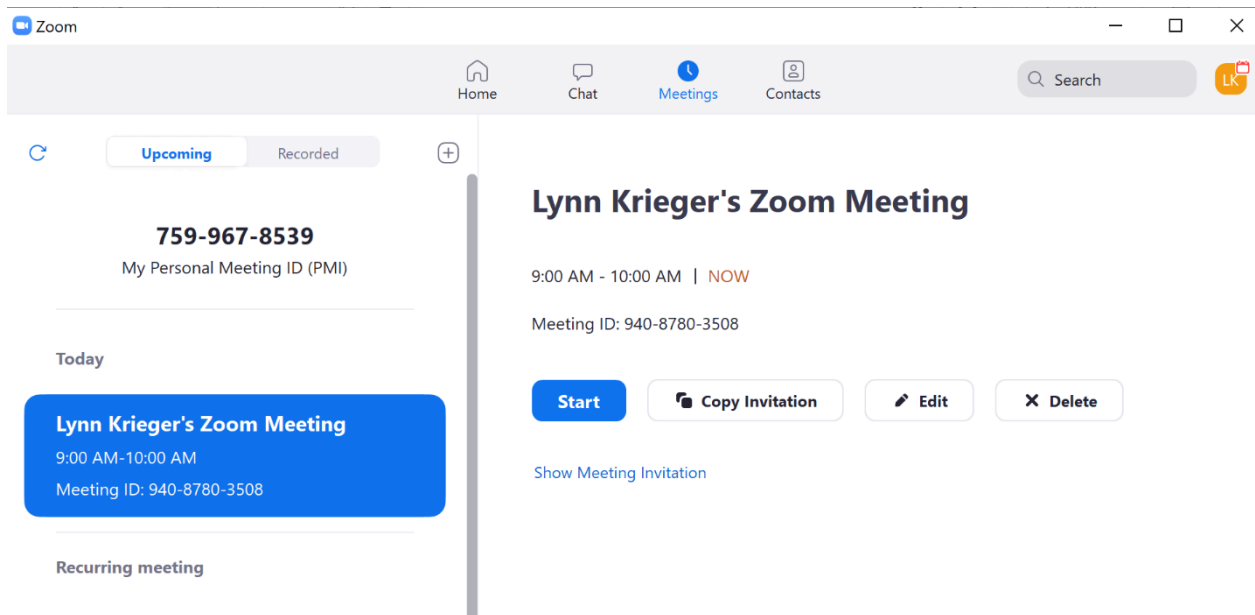 Zoom
Home Chat Meetings Contacts
Search
LK
Upcoming Recorded
759-967-8539
My Personal Meeting ID (PMI)
Today
Lynn Krieger's Zoom Meeting
9:00 AM-10:00 AM
Meeting ID: 940-8780-3508
Recurring meeting
Lynn Krieger's Zoom Meeting
9:00 AM - 10:00 AM | NOW
Meeting ID: 940-8780-3508
Start Copy Invitation Edit Delete
Show Meeting Invitation